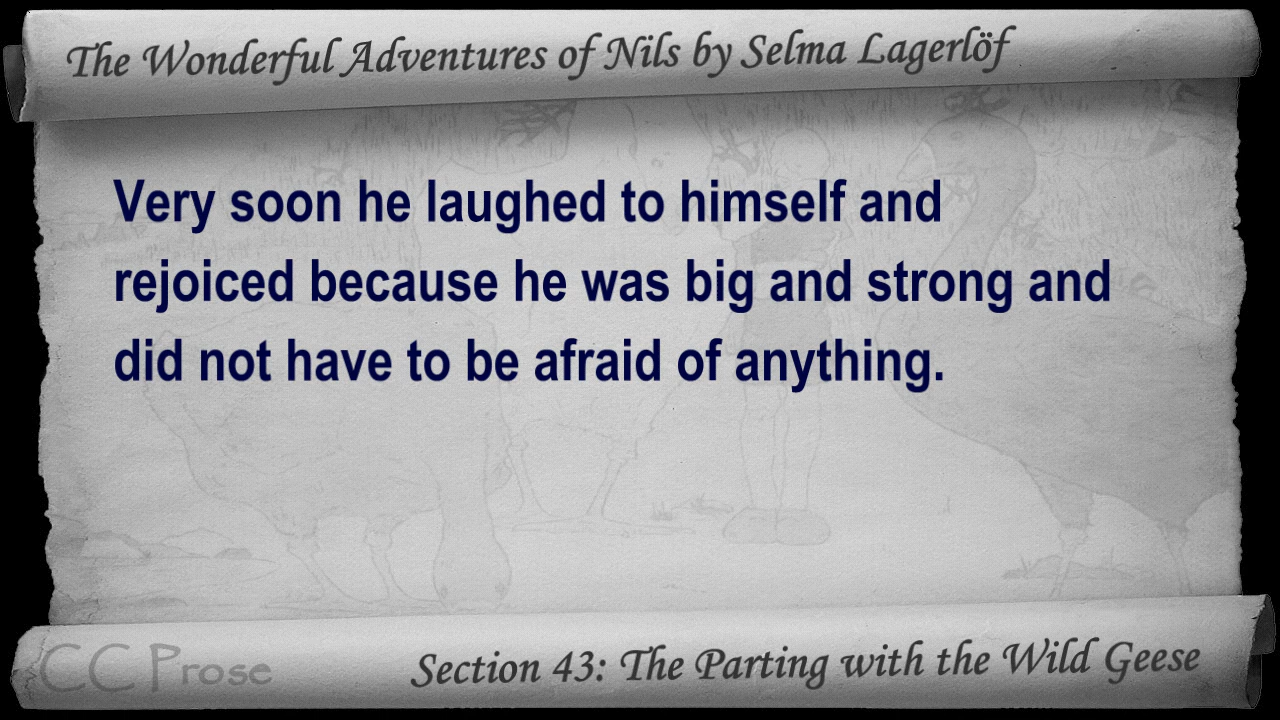 The Wonderful Adventures of Nils by Selma Lagerlöf
Very soon he laughed to himself and
rejoiced because he was big and strong and
did not have to be afraid of anything.
CC Prose
Section 43: The Parting with the Wild Geese